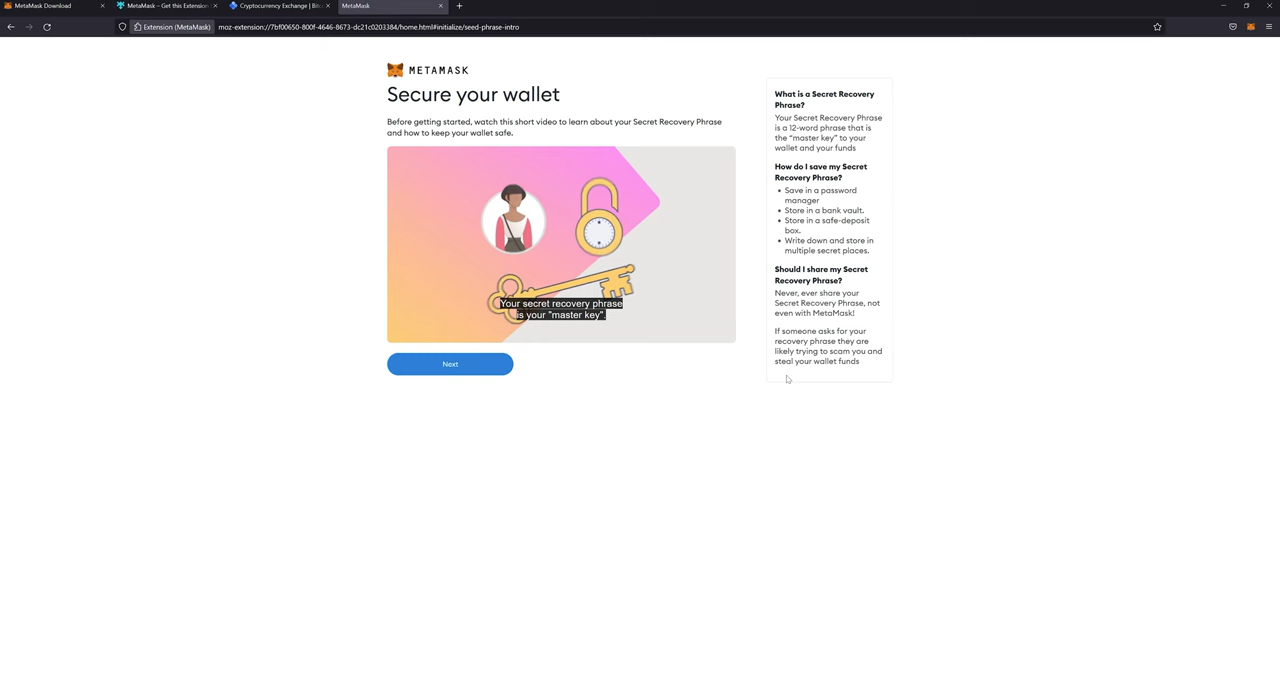 MetaMask Download
MetaMask – Get this Extension
Cryptocurrency Exchange | Bitc
MetaMask
Extension (MetaMask)
moz-extension://7bf00650-800f-4646-8673-dc21c0203384/home.html#initialize/seed-phrase-intro
METAMASK
Secure your wallet
Before getting started, watch this short video to learn about your Secret Recovery Phrase
and how to keep your wallet safe.
Your secret recovery phrase
is your "master key".
Next
What is a Secret Recovery
Phrase?
Your Secret Recovery Phrase
is a 12-word phrase that is
the “master key” to your
wallet and your funds
How do I save my Secret
Recovery Phrase?
• Save in a password
manager
• Store in a bank vault.
• Store in a safe-deposit
box.
• Write down and store in
multiple secret places.
Should I share my Secret
Recovery Phrase?
Never, ever share your
Secret Recovery Phrase, not
even with MetaMask!
If someone asks for your
recovery phrase they are
likely trying to scam you and
steal your wallet funds